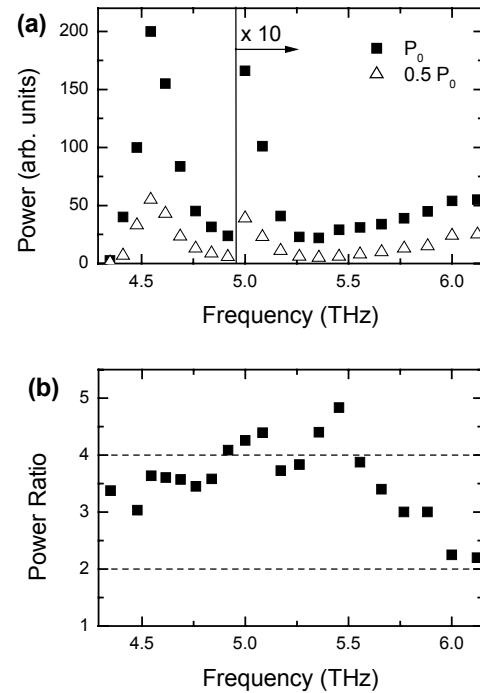 (a)
x 10
P₀
0.5 P₀
200
150
100
50
0
Power (arb. units)
4.5 5.0 5.5 6.0
Frequency (THz)
(b)
5
4
3
2
1
Power Ratio
4.5 5.0 5.5 6.0
Frequency (THz)